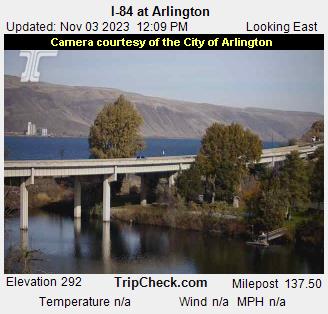 I-84 at Arlington
Updated: Nov 03 2023 12:09 PM Looking East
Camera courtesy of the City of Arlington
Elevation 292 TripCheck.com Milepost 137.50
Temperature n/a Wind n/a MPH n/a